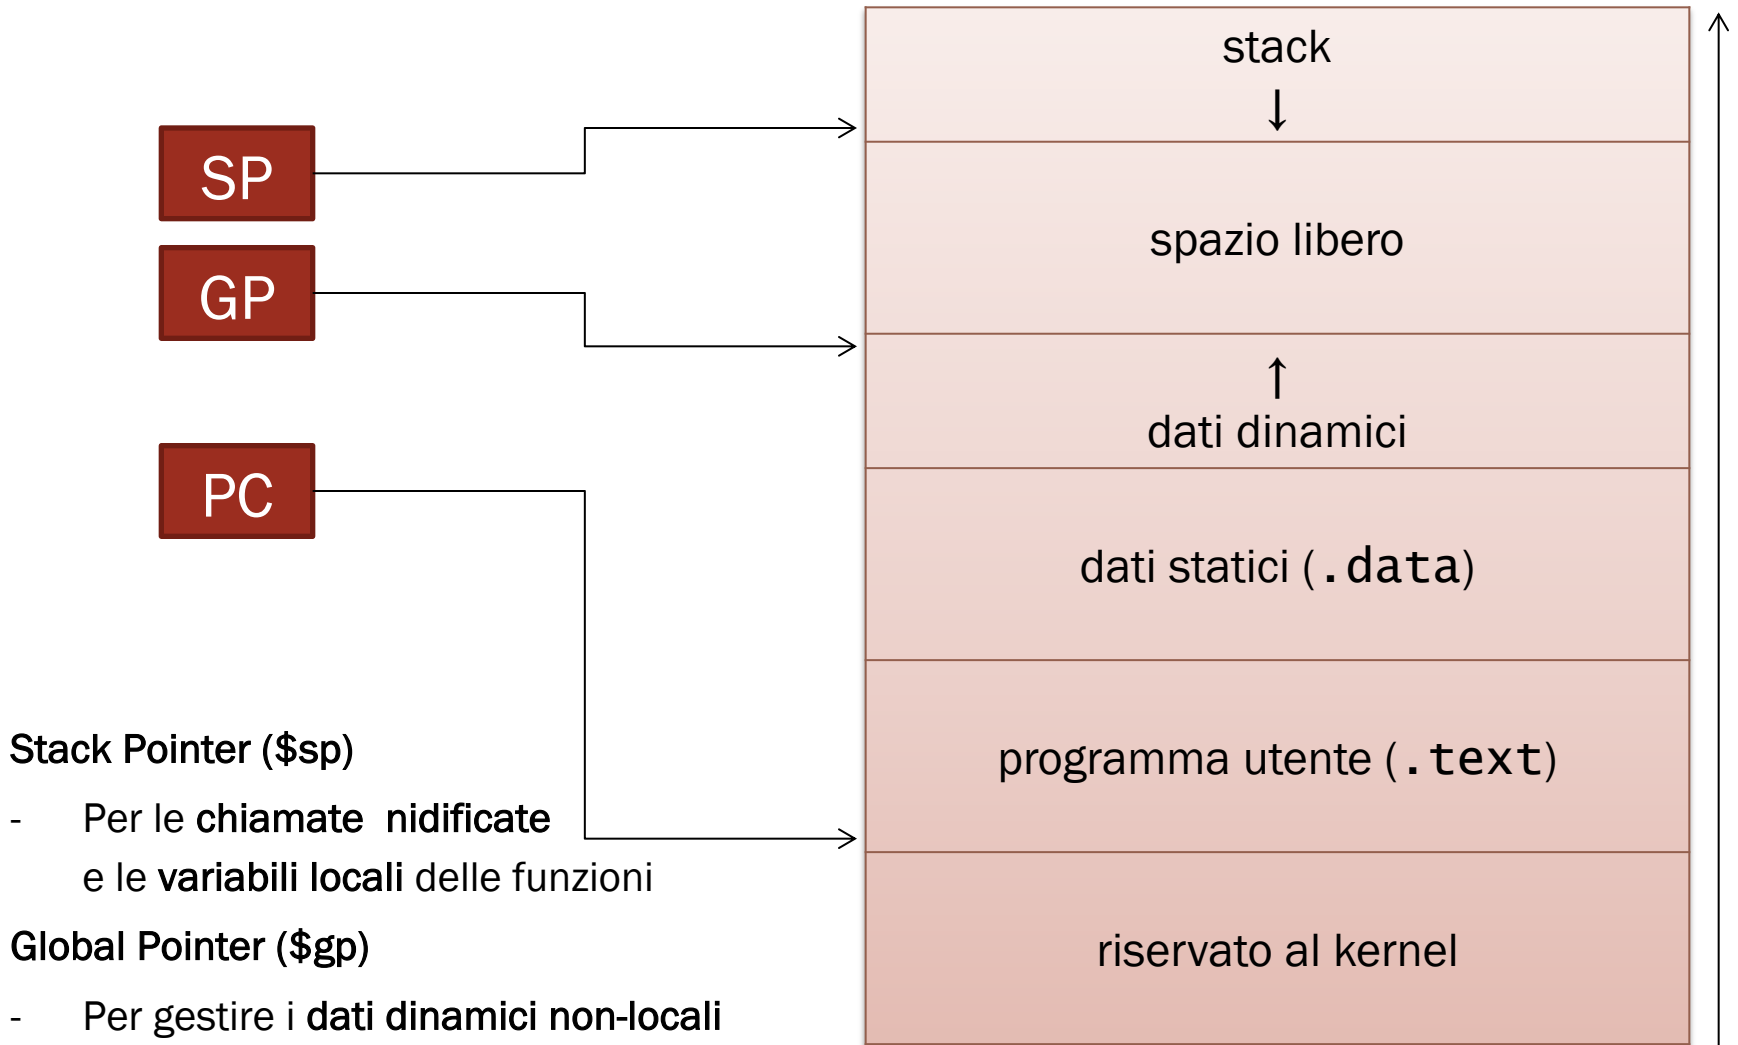 SP
GP
PC
Stack Pointer ($sp)
- Per le chiamate nidificate
e le variabili locali delle funzioni
Global Pointer ($gp)
- Per gestire i dati dinamici non-locali
stack
↓
spazio libero
↑
dati dinamici
dati statici (.data)
programma utente (.text)
riservato al kernel